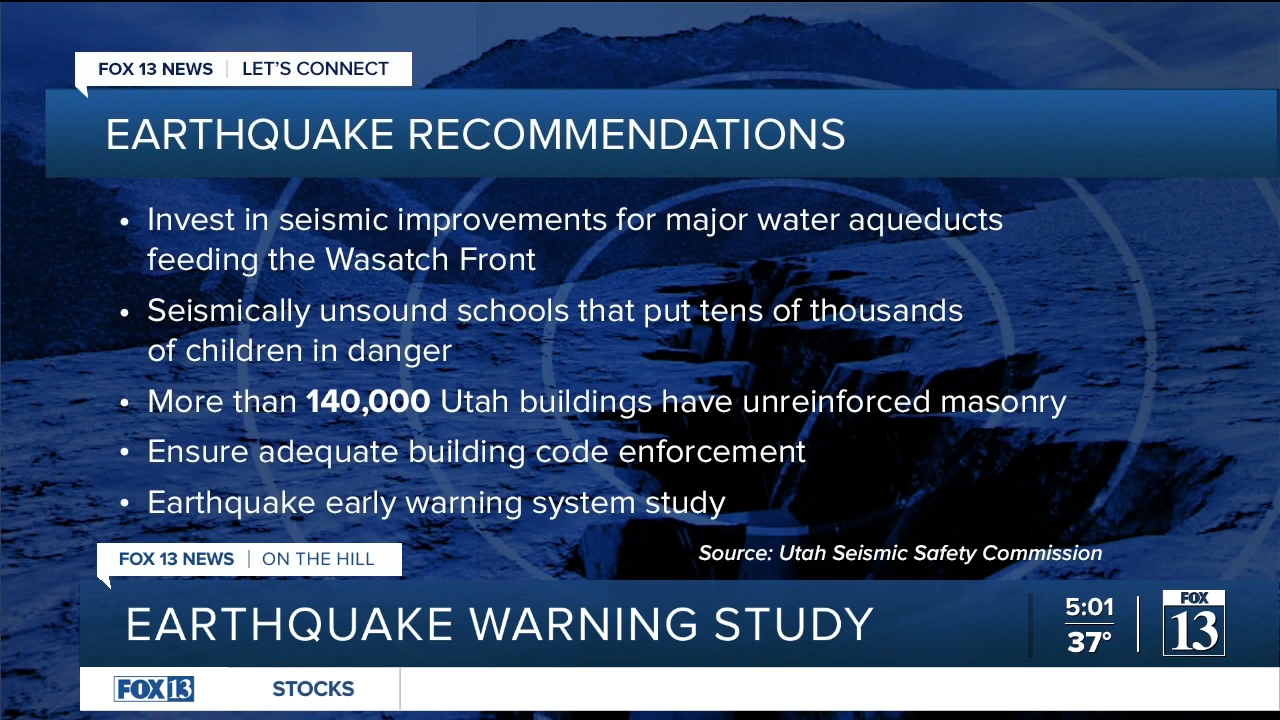 FOX 13 NEWS | LET'S CONNECT
EARTHQUAKE RECOMMENDATIONS
• Invest in seismic improvements for major water aqueducts
feeding the Wasatch Front
• Seismically unsound schools that put tens of thousands
of children in danger
• More than 140,000 Utah buildings have unreinforced masonry
• Ensure adequate building code enforcement
• Earthquake early warning system study
Source: Utah Seismic Safety Commission
FOX 13 NEWS | ON THE HILL
EARTHQUAKE WARNING STUDY
5:01
37°
FOX
13
FOX 13 STOCKS